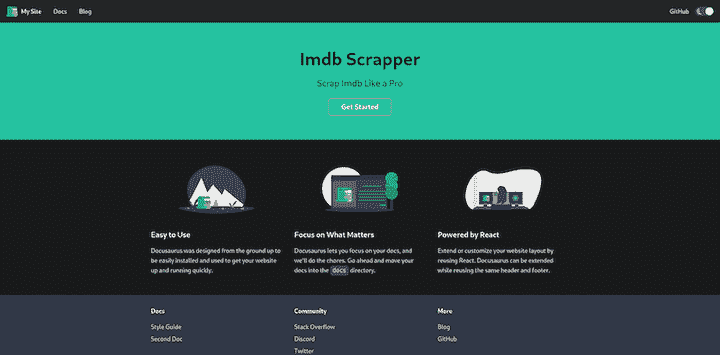 My Site Docs Blog GitHub
Imdb Scrapper
Scrap Imdb Like a Pro
Get Started
Easy to Use
Docusaurus was designed from the ground up to
be easily installed and used to get your website
up and running quickly.
Focus on What Matters
Docusaurus lets you focus on your docs, and
we'll do the chores. Go ahead and move your
docs into the docs directory.
Powered by React
Extend or customize your website layout by
reusing React. Docusaurus can be extended
while reusing the same header and footer.
Docs
Style Guide
Second Doc
Community
Stack Overflow
Discord
Twitter
More
Blog
GitHub